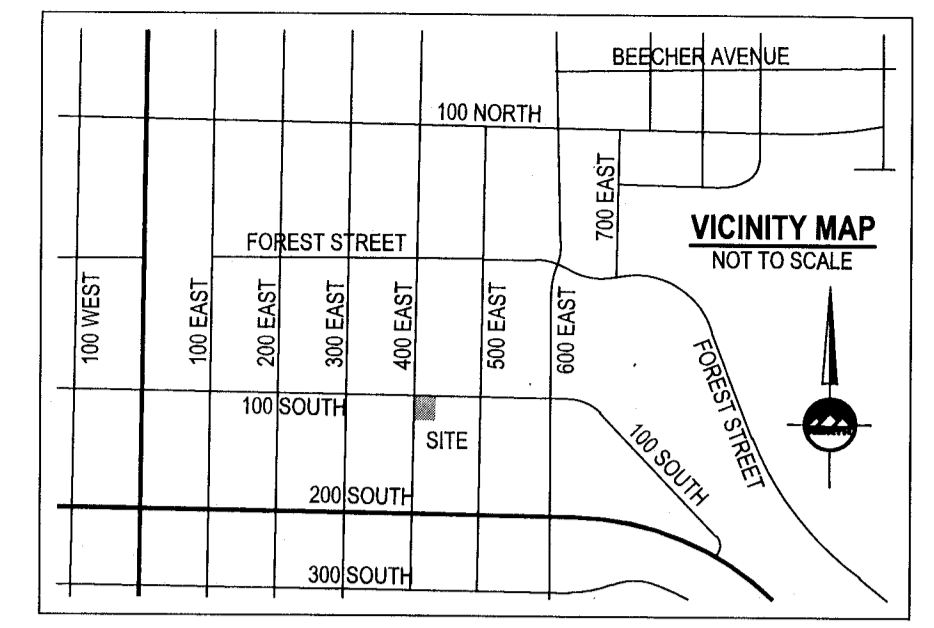 BEECHER AVENUE
100 NORTH
700 EAST
VICINITY MAP
NOT TO SCALE
FOREST STREET
100 WEST
100 EAST
200 EAST
300 EAST
400 EAST
500 EAST
600 EAST
FOREST STREET
100 SOUTH
SITE
100 SOUTH
200 SOUTH
300 SOUTH